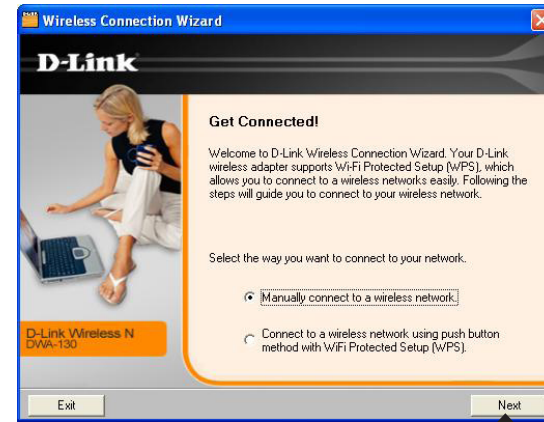 Wireless Connection Wizard
D-Link
Get Connected!
Welcome to D-Link Wireless Connection Wizard. Your D-Link
wireless adapter supports Wi-Fi Protected Setup (WPS), which
allows you to connect to a wireless networks easily. Following the
steps will guide you to connect to your wireless network.
Select the way you want to connect to your network.
Manually connect to a wireless network.
Connect to a wireless network using push button
method with WiFi Protected Setup (WPS).
D-Link Wireless N
DWA-130
Exit
Next